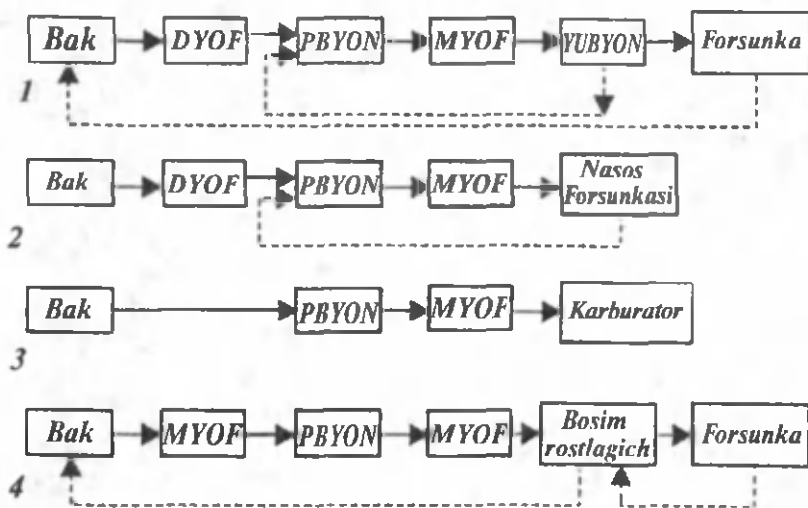 Bak DYOF PBYON MYOF YUBYON Forsunka
1
Bak DYOF PBYON MYOF Nasos
Forsunkasi
2
Bak PBYON MYOF Karburator
3
Bak MYOF PBYON MYOF Bosim
rostlagich Forsunka
4